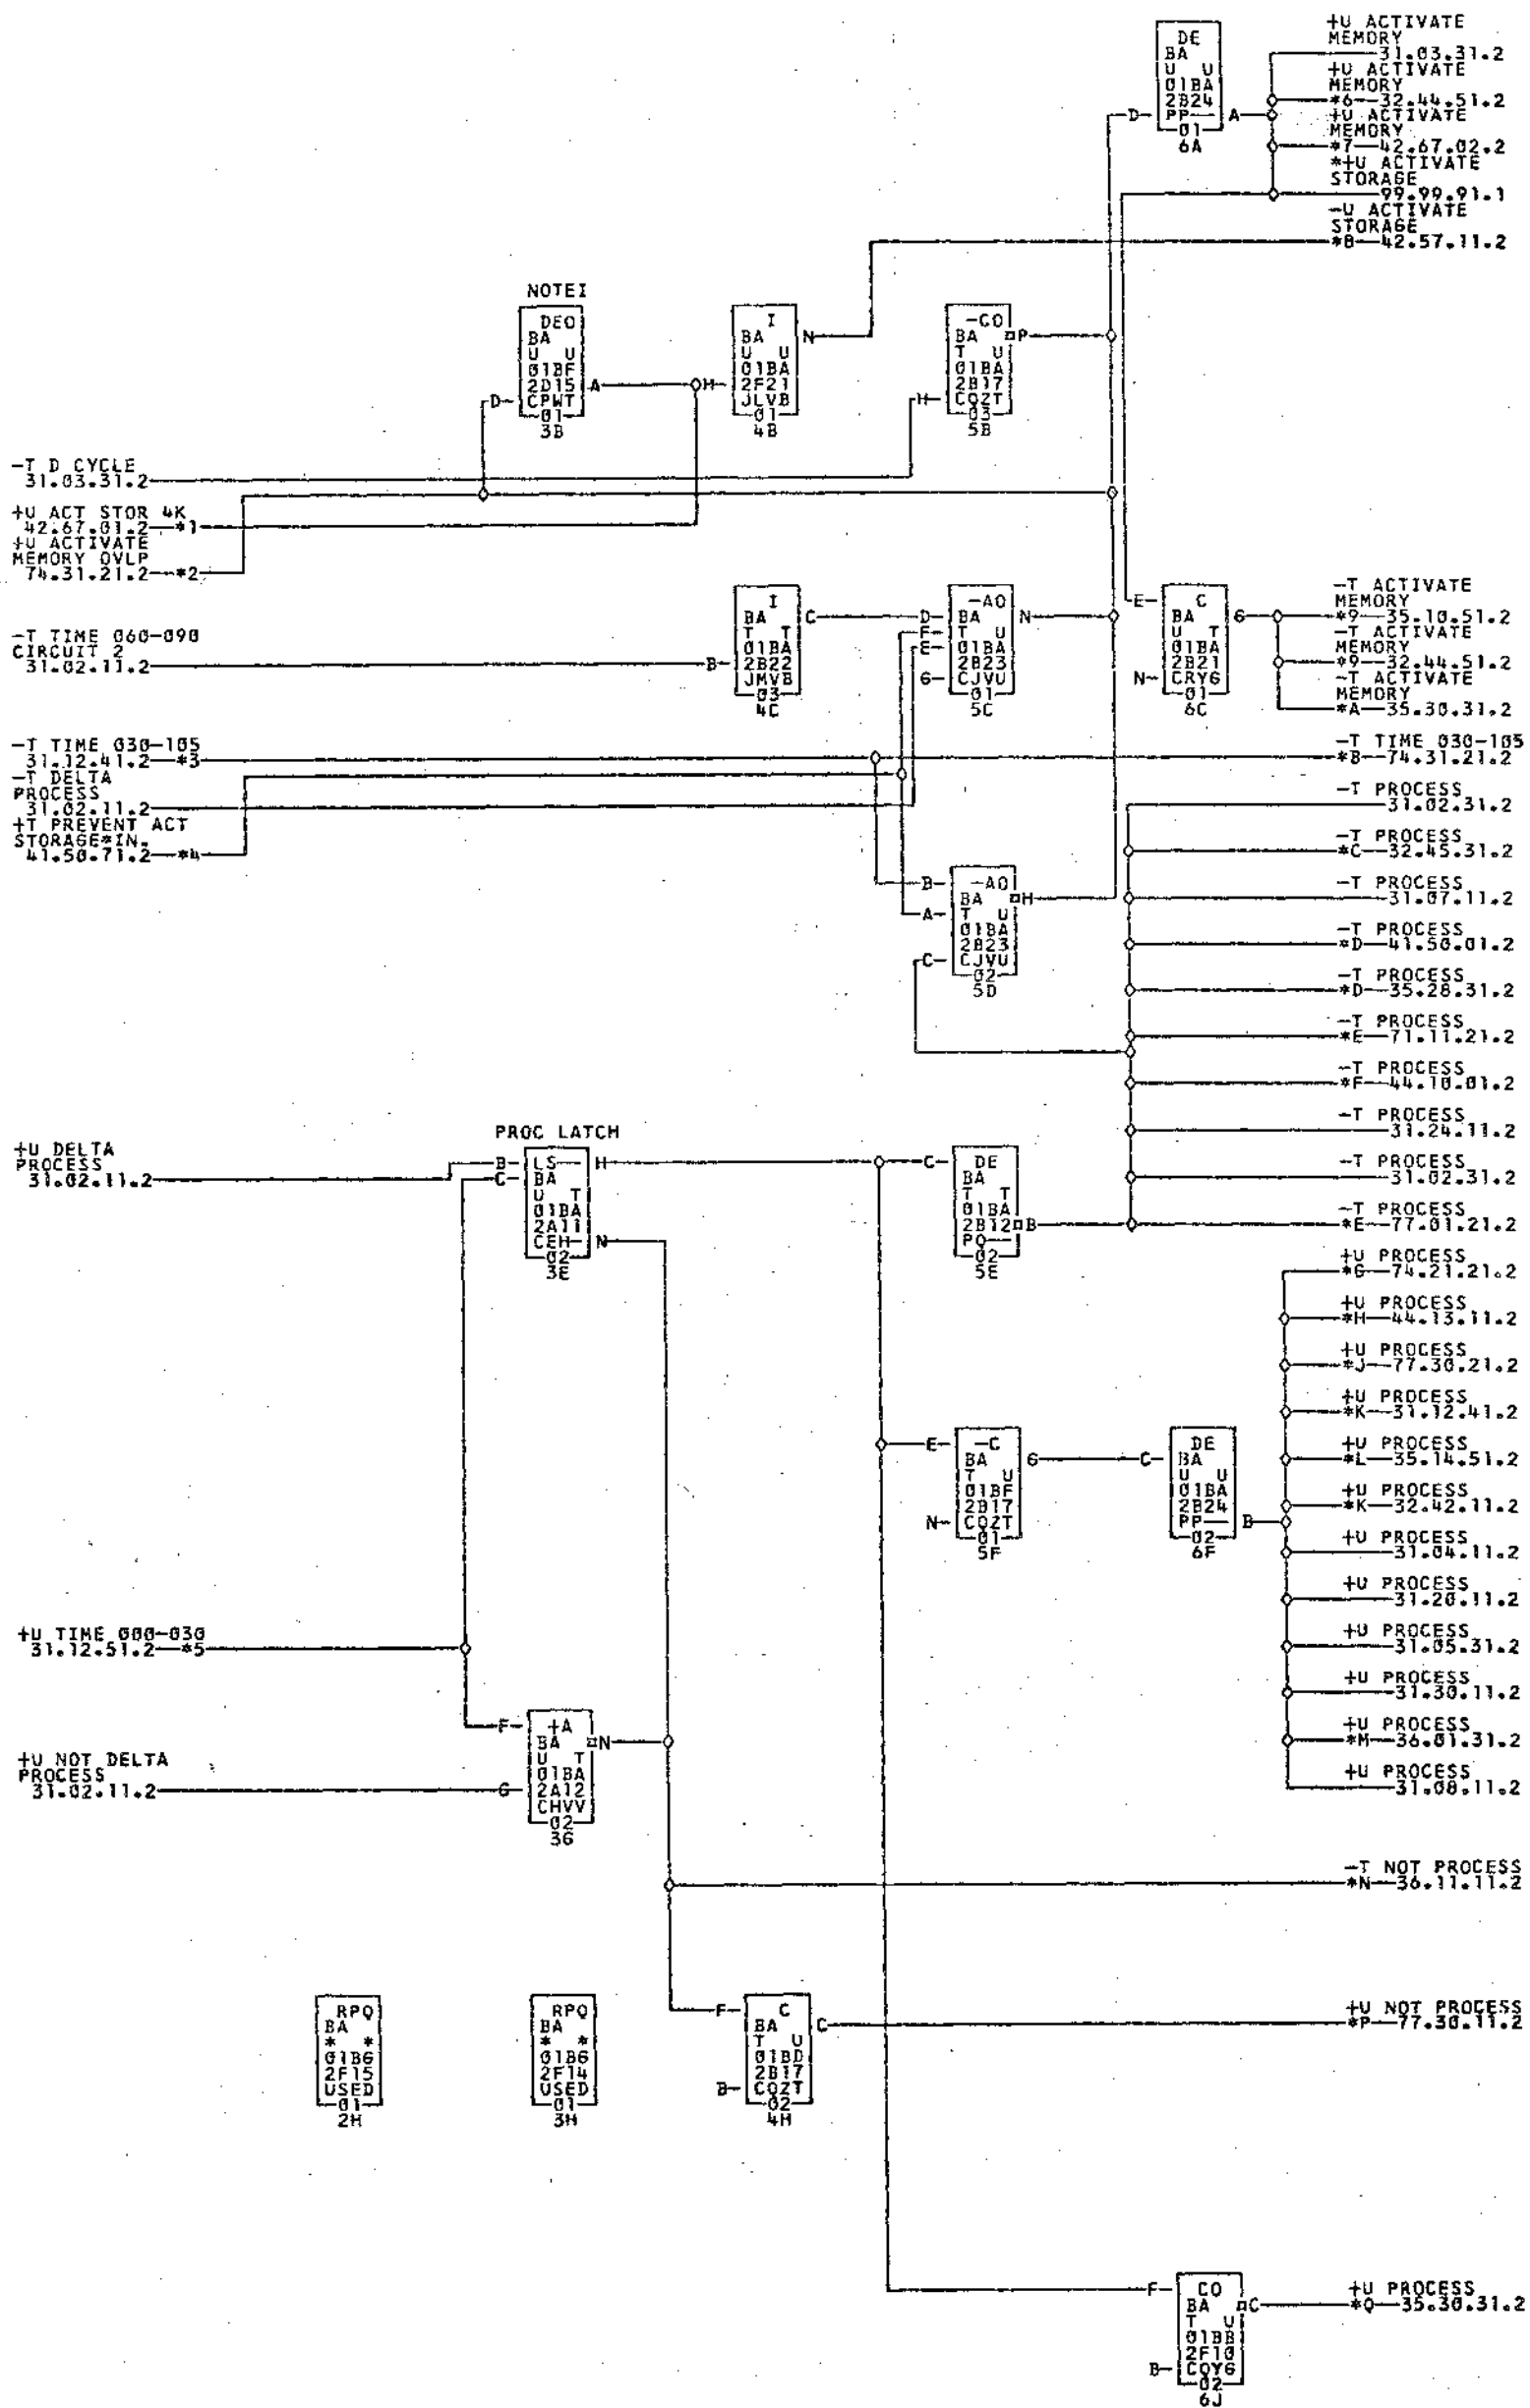 +U ACTIVATE
MEMORY
31.03.31.2
+U ACTIVATE
MEMORY
*6—32.44.51.2
+U ACTIVATE
MEMORY
*7—42.67.02.2
*+U ACTIVATE
STORAGE
99.99.91.1
-U ACTIVATE
STORAGE
*8—42.57.11.2
DE
BA
U U
01BA
2B24
D PP A
01
6A
NOTE1
DEO
BA
U U
01BF
2D15 A
D CPWT
01
3B
I
BA N
U U
01BA
H 2F21
JLVB
01
4B
-CO
BA P
T U
01BA
2B17
H CQZT
03
5B
-T D CYCLE
31.03.31.2
+U ACT STOR 4K
42.67.01.2—*1
+U ACTIVATE
MEMORY OVLP
74.31.21.2—*2
-T TIME 060-090
CIRCUIT 2
31.02.11.2
I
BA C
T T
01BA
B 2B22
JMVB
03
4C
-AO
D BA N
F T U
E 01BA
2B23
G CJVU
01
5C
E C
BA G
U T
01BA
2B21
N CRYG
01
6C
-T ACTIVATE
MEMORY
*9—35.10.51.2
-T ACTIVATE
MEMORY
*9—32.44.51.2
-T ACTIVATE
MEMORY
*A—35.30.31.2
-T TIME 030-105
31.12.41.2—*3
-T DELTA
PROCESS
31.02.11.2
+T PREVENT ACT
STORAGE*IN.
41.50.71.2—*4
-T TIME 030-105
*B—74.31.21.2
-T PROCESS
31.02.31.2
-T PROCESS
*C—32.45.31.2
-T PROCESS
31.07.11.2
-T PROCESS
*D—41.50.01.2
-T PROCESS
*D—35.28.31.2
-T PROCESS
*E—71.11.21.2
-T PROCESS
*F—44.10.01.2
-T PROCESS
31.24.11.2
-T PROCESS
31.02.31.2
-T PROCESS
*E—77.01.21.2
B -AO
BA H
A T U
01BA
2B23
C CJVU
02
5D
+U DELTA
PROCESS
31.02.11.2
PROC LATCH
B LS H
C BA
U T
01BA
2A11
CEH N
02
3E
C DE
BA
T T
01BA
2B12 B
PQ
02
5E
+U PROCESS
*G—74.21.21.2
+U PROCESS
*H—44.13.11.2
+U PROCESS
*J—77.30.21.2
+U PROCESS
*K—31.12.41.2
+U PROCESS
*L—35.14.51.2
+U PROCESS
*K—32.42.11.2
+U PROCESS
31.04.11.2
+U PROCESS
31.20.11.2
+U PROCESS
31.05.31.2
+U PROCESS
31.30.11.2
+U PROCESS
*M—36.01.31.2
+U PROCESS
31.08.11.2
E -C
BA G
T U
01BF
2B17
N CQZT
01
5F
DE
C BA
U U
01BA
2B24
PP B
02
6F
+U TIME 000-030
31.12.51.2—*5
+U NOT DELTA
PROCESS
31.02.11.2
F +A
BA N
U T
01BA
G 2A12
CHVV
02
3G
-T NOT PROCESS
*N—36.11.11.2
RPQ
BA
* *
01BG
2F15
USED
01
2H
RPQ
BA
* *
01BG
2F14
USED
01
3H
F C
BA C
T U
01BD
2B17
B CQZT
02
4H
+U NOT PROCESS
*P—77.30.11.2
F CO
BA C
T U
01BB
2F10
B CQYG
02
6J
+U PROCESS
*Q—35.30.31.2